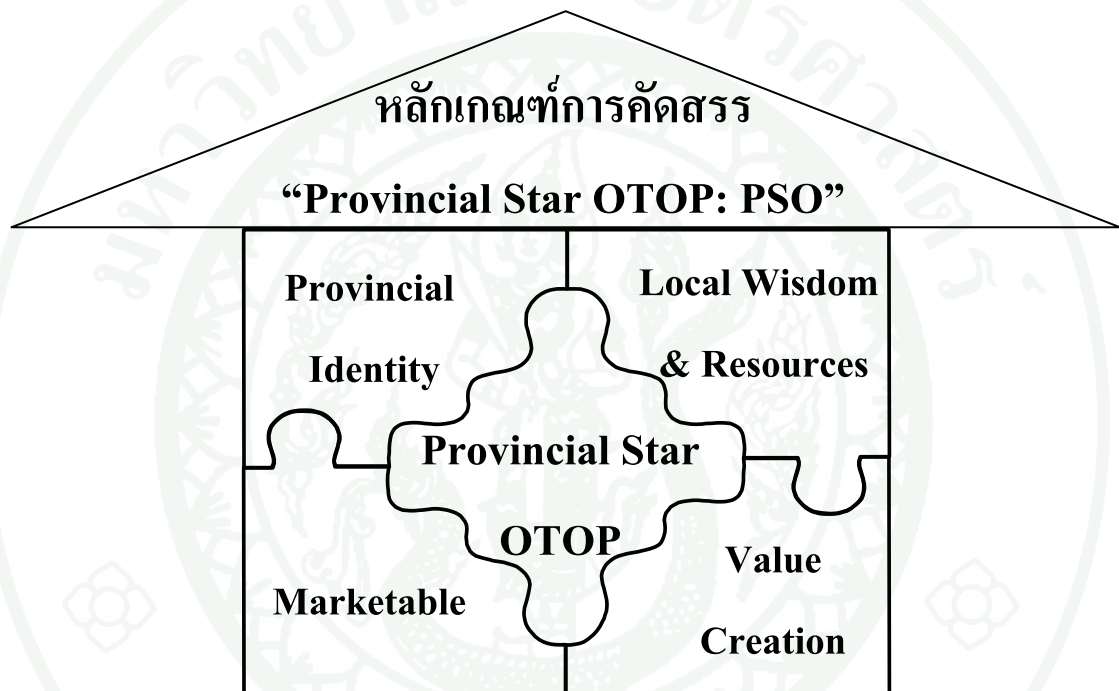 หลักเกณฑ์การคัดสรร
“Provincial Star OTOP: PSO”
Provincial
Identity
Local Wisdom
& Resources
Provincial Star
OTOP
Marketable
Value
Creation